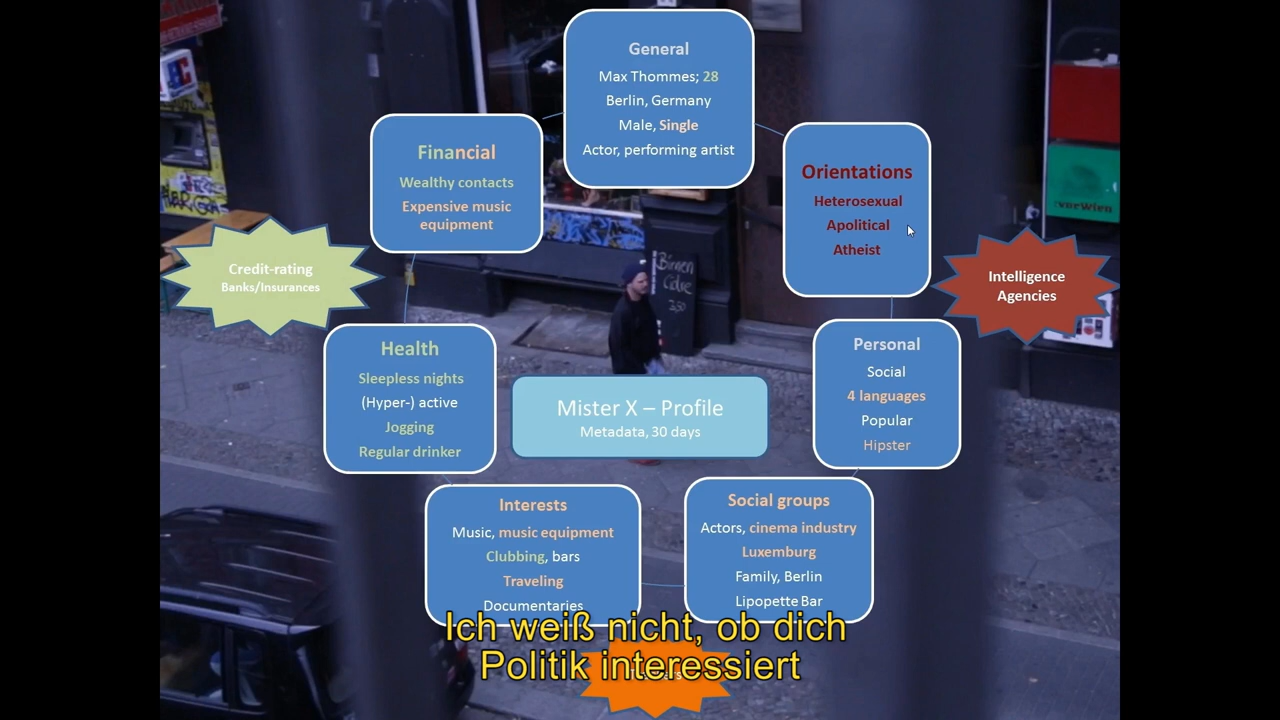 General
Max Thommes; 28
Berlin, Germany
Male, Single
Actor, performing artist
Financial
Wealthy contacts
Expensive music
equipment
Orientations
Heterosexual
Apolitical
Atheist
Credit-rating
Banks/Insurances
Intelligence
Agencies
Binnen
Cidre
350
Health
Sleepless nights
(Hyper-) active
Jogging
Regular drinker
Mister X – Profile
Metadata, 30 days
Personal
Social
4 languages
Popular
Hipster
Interests
Music, music equipment
Clubbing, bars
Traveling
Documentaries
Social groups
Actors, cinema industry
Luxemburg
Family, Berlin
Lipopette Bar
Ich weiß nicht, ob dich
Politik interessiert